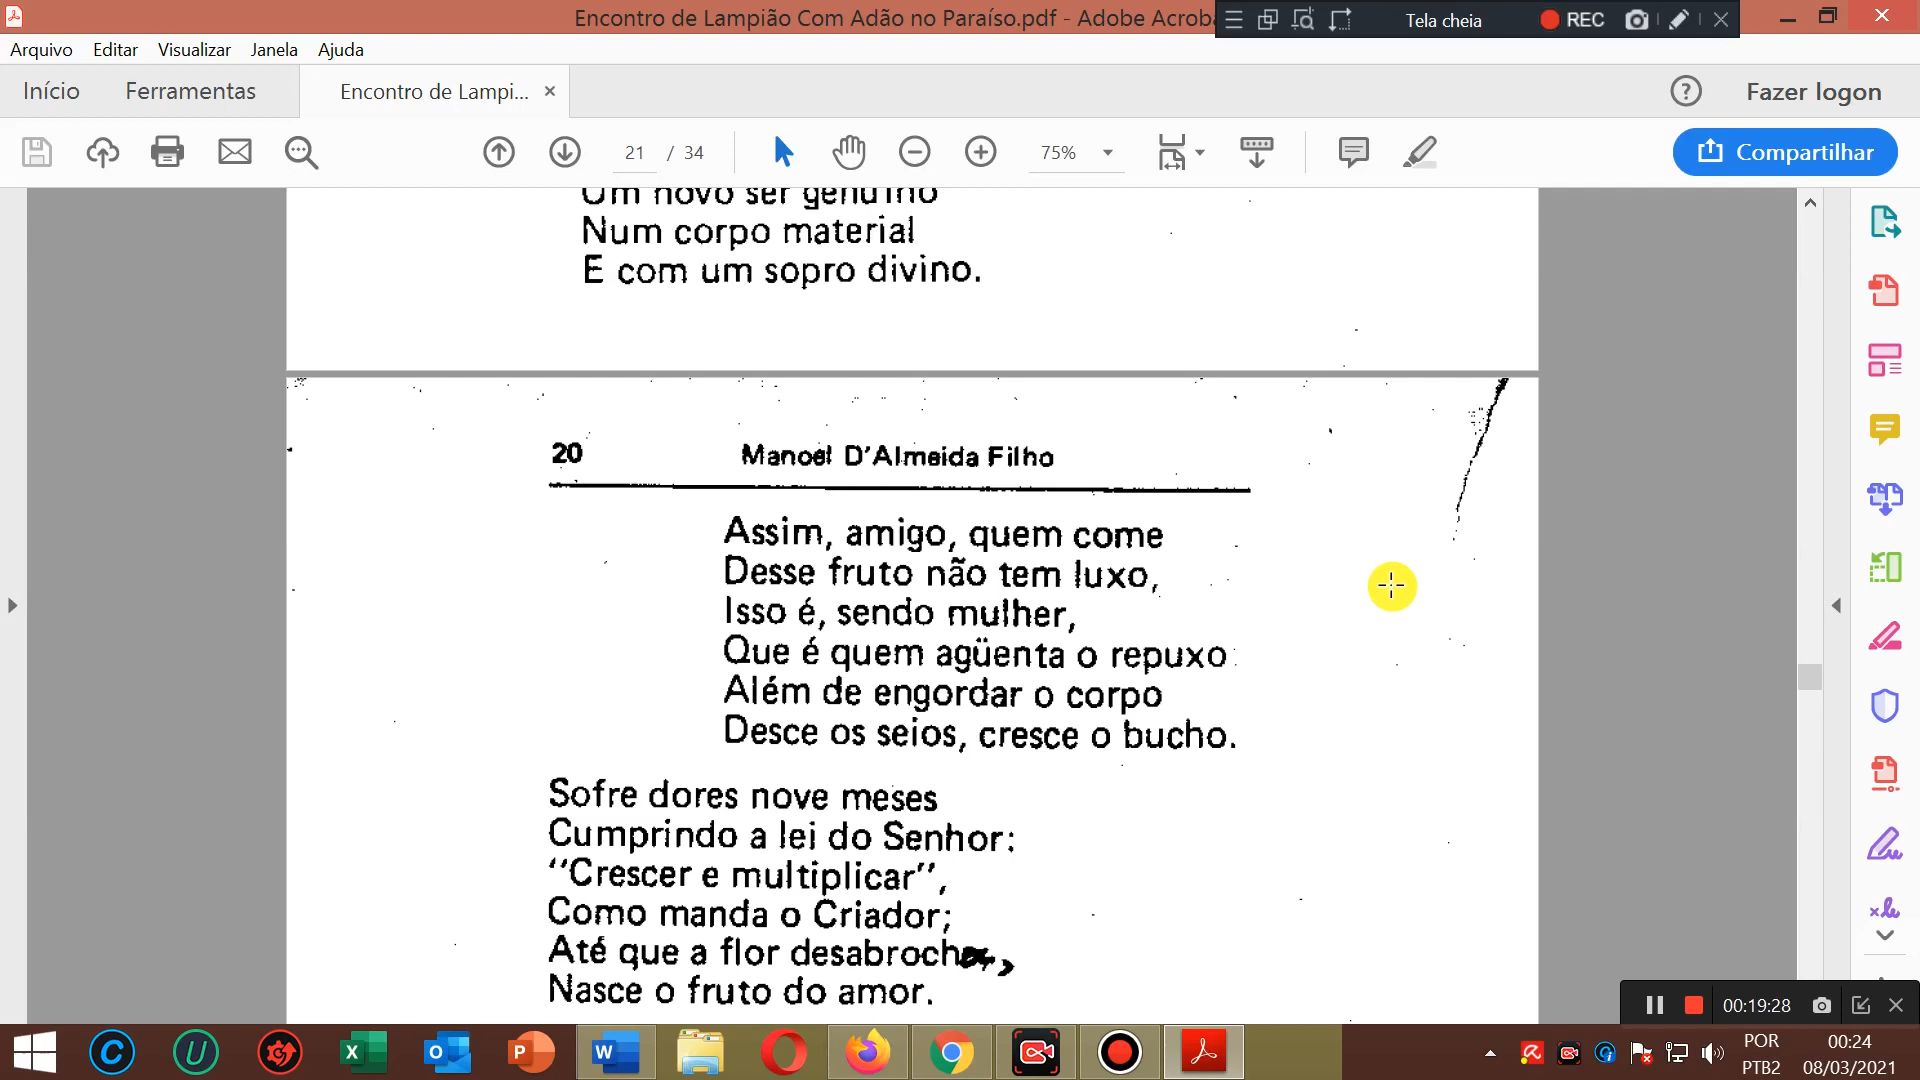 Encontro de Lampião Com Adão no Paraíso.pdf - Adobe Acroba
Tela cheia
REC
Arquivo Editar Visualizar Janela Ajuda
Início Ferramentas Encontro de Lampi... Fazer logon
21 / 34 75% Compartilhar
Um novo ser genuíno
Num corpo material
E com um sopro divino.
20 Manoel D'Almeida Filho
Assim, amigo, quem come
Desse fruto não tem luxo,
Isso é, sendo mulher,
Que é quem agüenta o repuxo
Além de engordar o corpo
Desce os seios, cresce o bucho.
Sofre dores nove meses
Cumprindo a lei do Senhor:
"Crescer e multiplicar",
Como manda o Criador;
Até que a flor desabrocha,
Nasce o fruto do amor.
00:19:28
POR 00:24
PTB2 08/03/2021